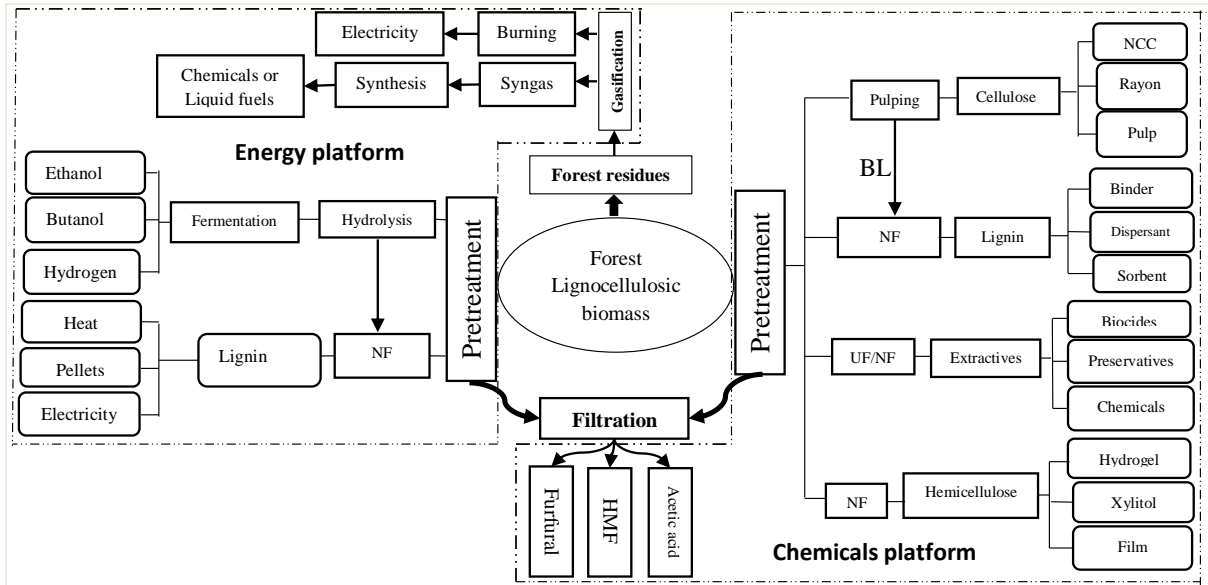 Electricity
Burning
Chemicals or
Liquid fuels
Synthesis
Syngas
Gasification
Energy platform
Forest residues
Ethanol
Butanol
Hydrogen
Fermentation
Hydrolysis
Heat
Pellets
Electricity
Lignin
NF
Pretreatment
Forest
Lignocellulosic
biomass
Filtration
Furfural
HMF
Acetic acid
Pretreatment
Pulping
Cellulose
NCC
Rayon
Pulp
BL
NF
Lignin
Binder
Dispersant
Sorbent
UF/NF
Extractives
Biocides
Preservatives
Chemicals
NF
Hemicellulose
Hydrogel
Xylitol
Film
Chemicals platform